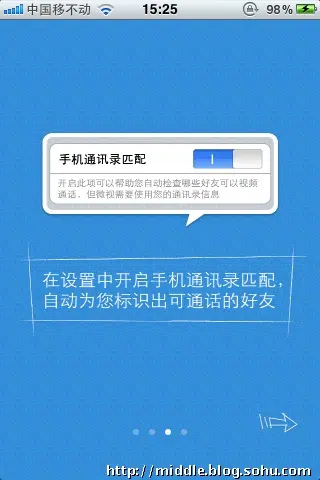 中国移不动
15:25
98%
手机通讯录匹配
开启此项可以帮助您自动检查哪些好友可以视频
通话。但微视需要使用您的通讯录信息
在设置中开启手机通讯录匹配，
自动为您标识出可通话的好友
http://middle.blog.sohu.com